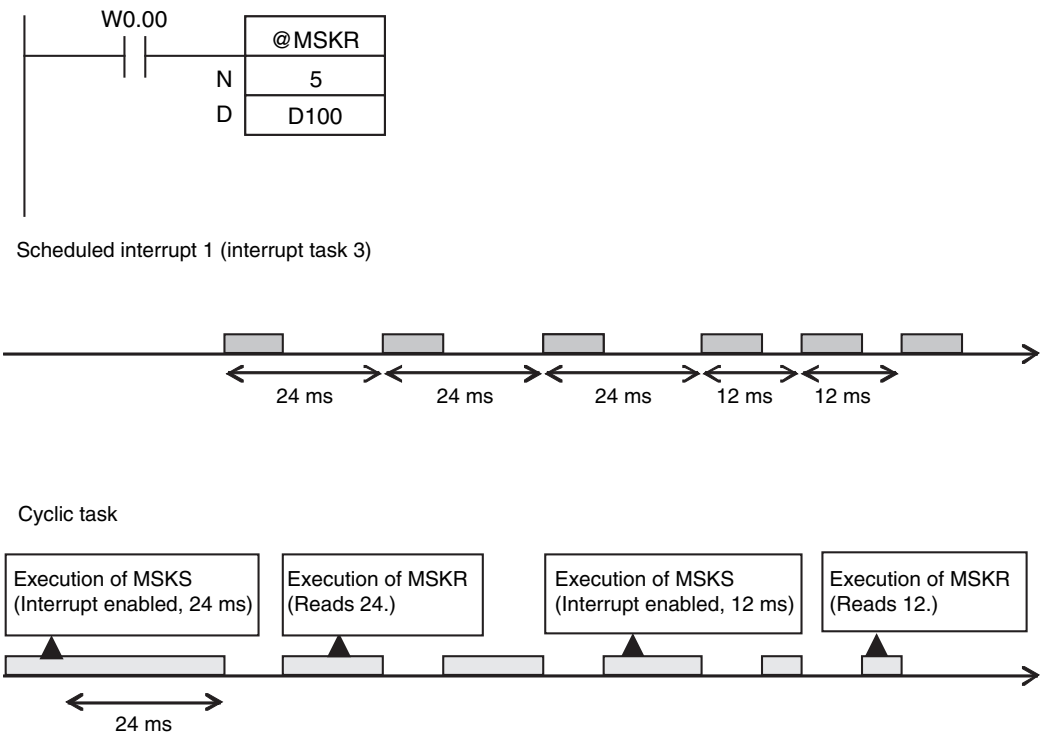 W0.00
@MSKR
N 5
D D100
Scheduled interrupt 1 (interrupt task 3)
24 ms 24 ms 24 ms 12 ms 12 ms
Cyclic task
Execution of MSKS
(Interrupt enabled, 24 ms)
Execution of MSKR
(Reads 24.)
Execution of MSKS
(Interrupt enabled, 12 ms)
Execution of MSKR
(Reads 12.)
24 ms